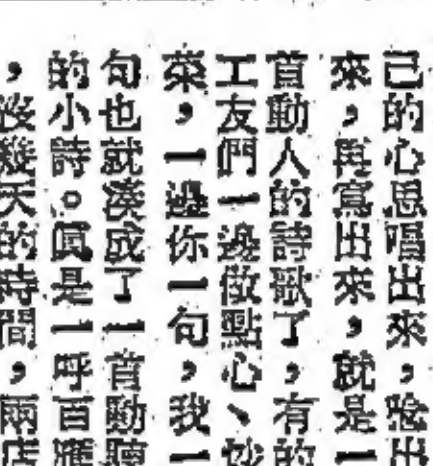 己的心思唱出來，唸出
來，再寫出來，就是一
首動人的詩歌了，有的
工友們一邊做點心、炒
菜，一邊你一句，我一
句也就湊成了一首動聽
的小詩。眞是一呼百應
，沒幾天的時間，兩店